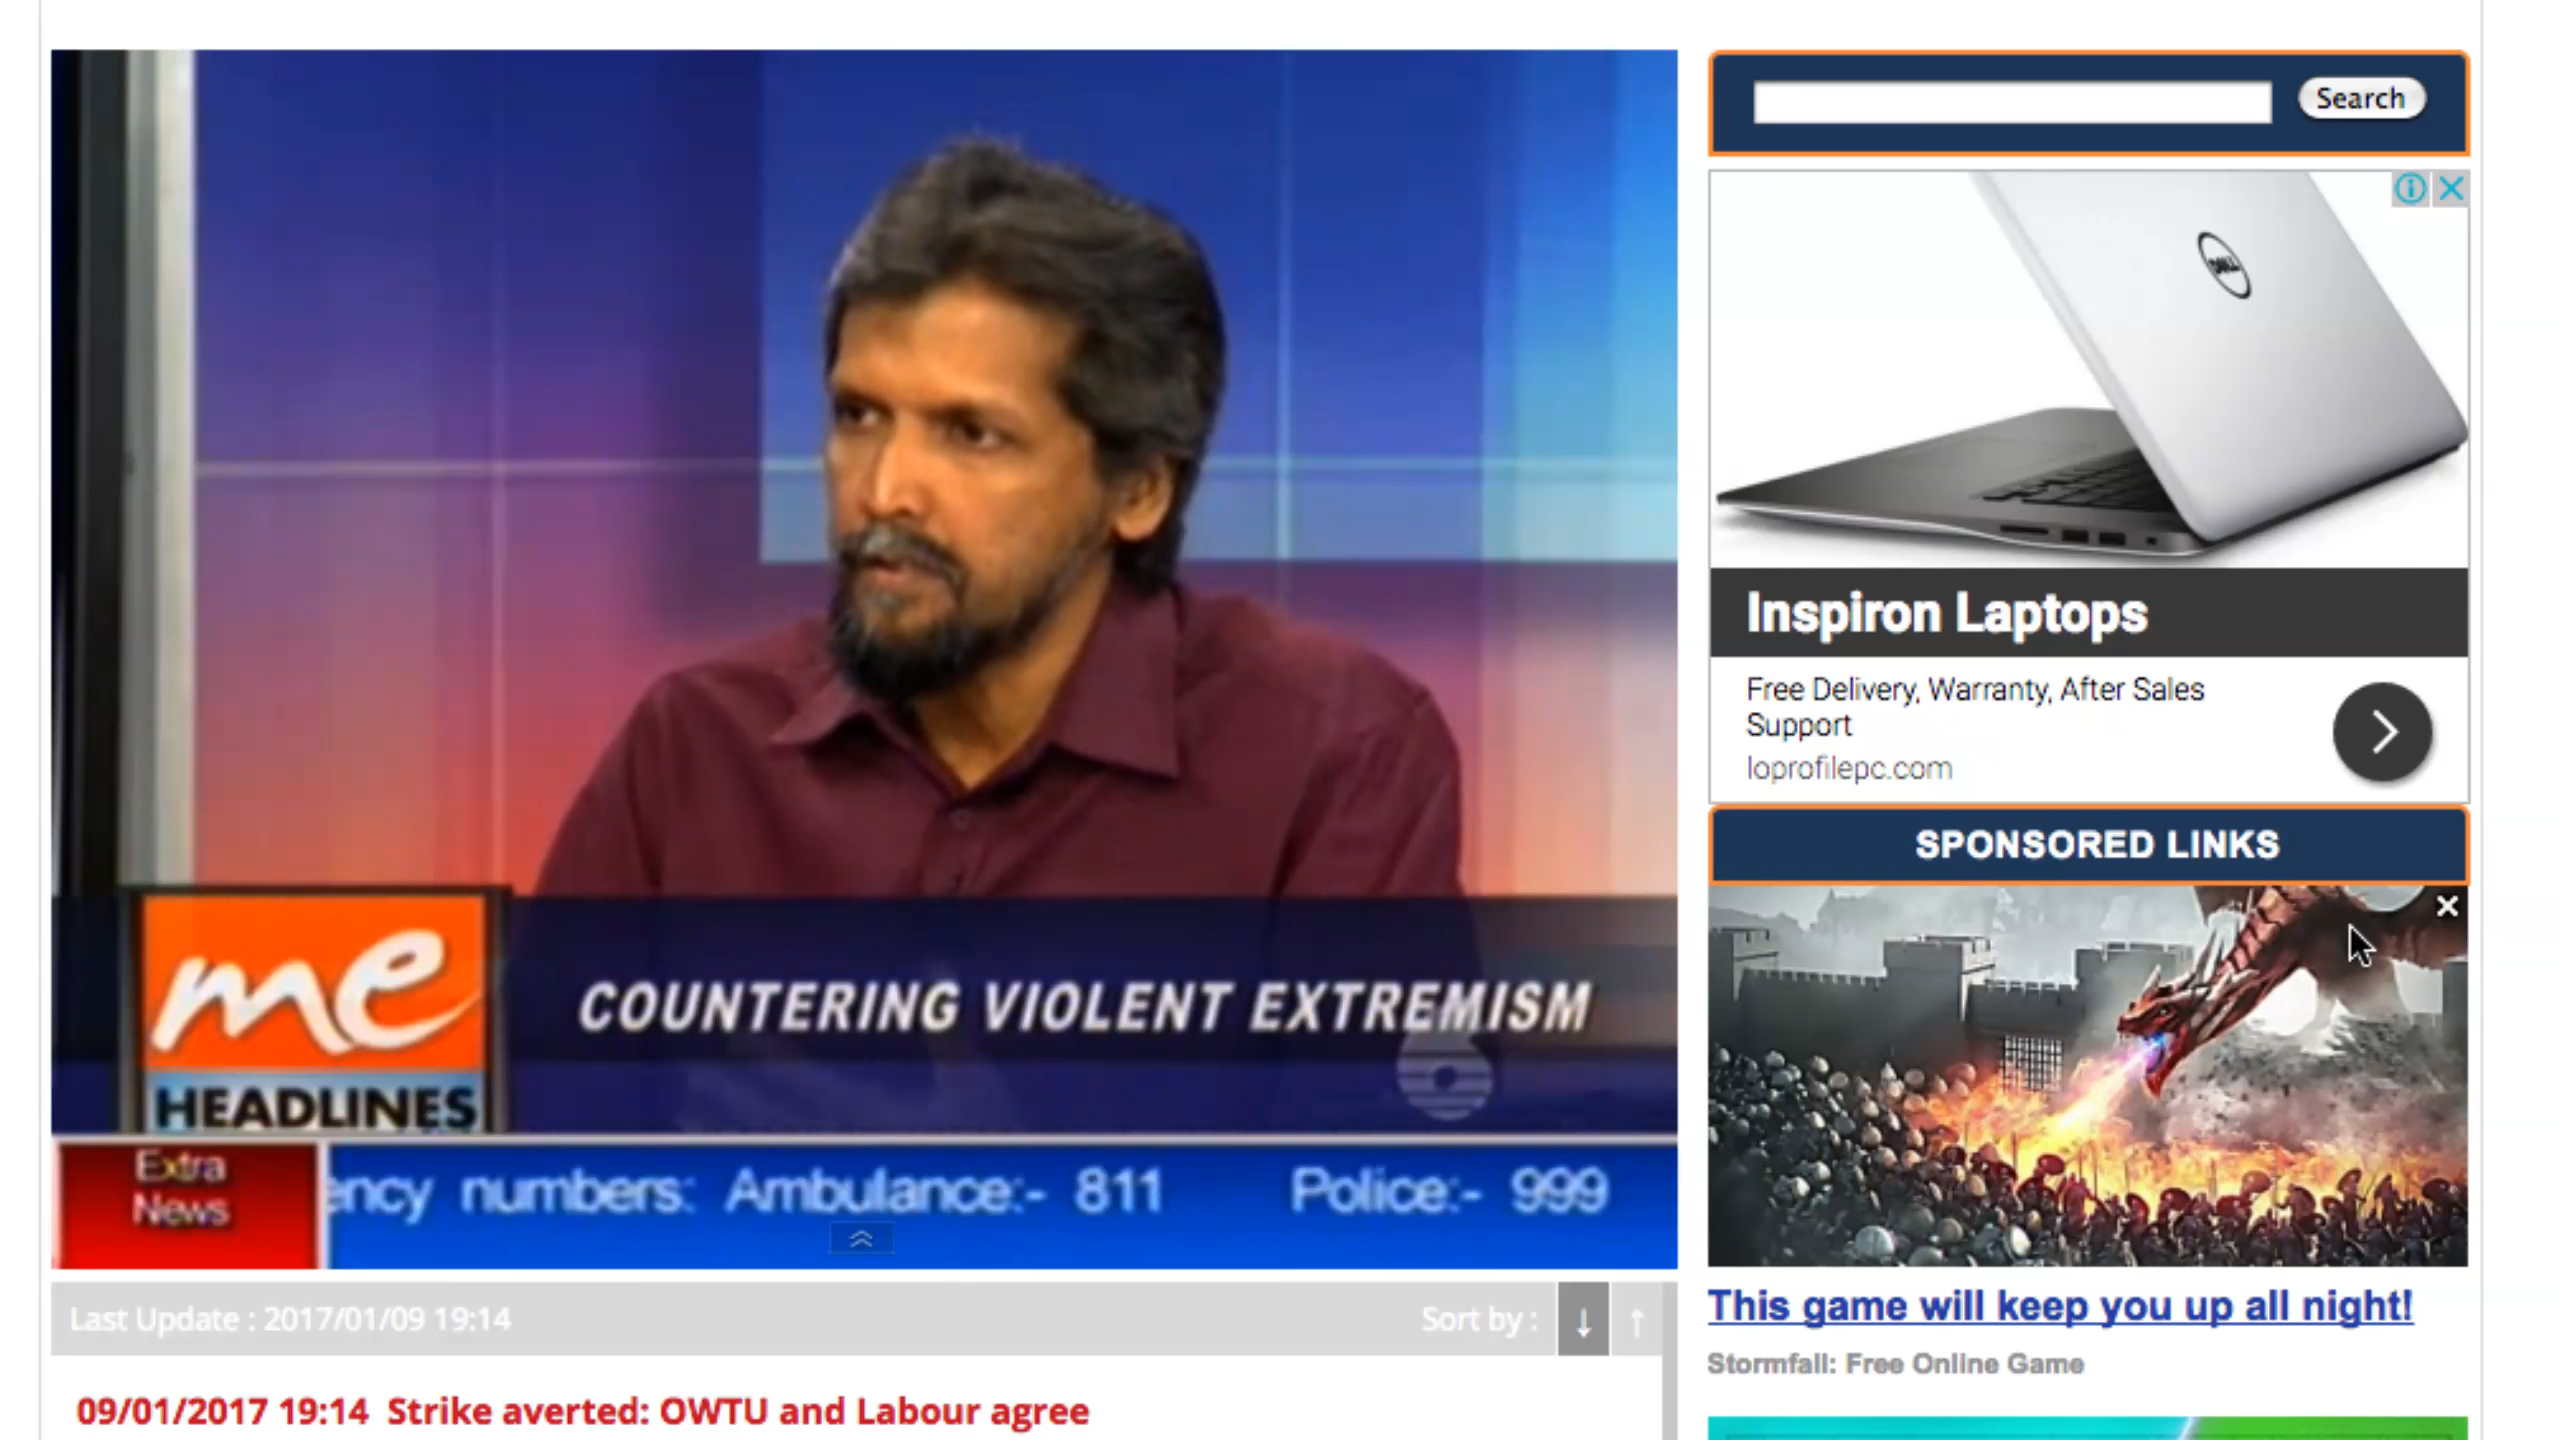 me
HEADLINES
COUNTERING VIOLENT EXTREMISM
6
Extra
News
ency numbers: Ambulance:- 811 Police:- 999
Last Update : 2017/01/09 19:14
Sort by :
↓ ↑
09/01/2017 19:14 Strike averted: OWTU and Labour agree
Search
DELL
Inspiron Laptops
Free Delivery, Warranty, After Sales
Support
loprofilepc.com
SPONSORED LINKS
This game will keep you up all night!
Stormfall: Free Online Game